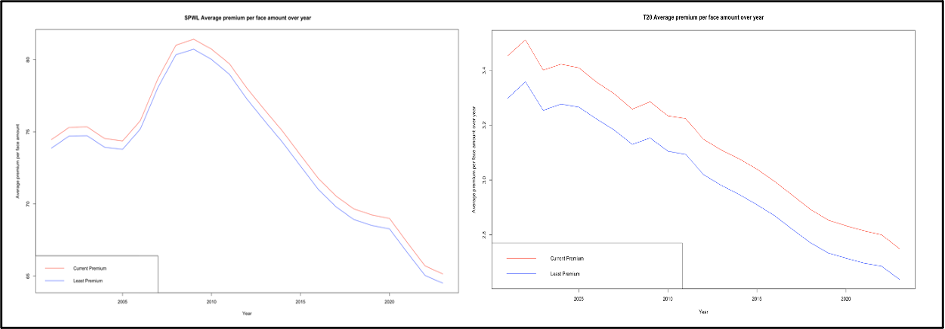 SPWL Average premium per face amount over year
Average premium per face amount
80
75
70
65
2005
2010
2015
2020
Year
Current Premium
Least Premium
T20 Average premium per face amount over year
Average premium per face amount over year
3.4
3.2
3.0
2.8
2005
2010
2015
2020
Year
Current Premium
Least Premium